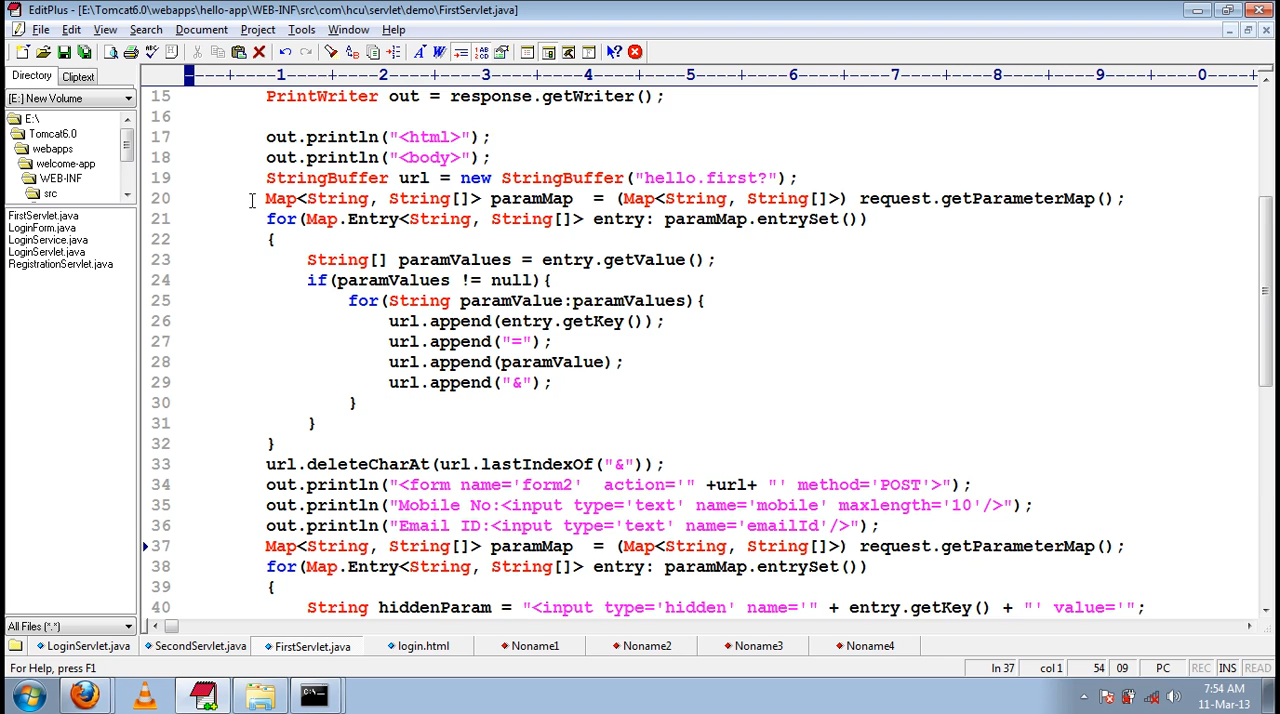 EditPlus - [E:\Tomcat6.0\webapps\hello-app\WEB-INF\src\com\hcu\servlet\demo\FirstServlet.java]
File Edit View Search Document Project Tools Window Help
Directory Cliptext
[E:] New Volume
E:\
Tomcat6.0
webapps
welcome-app
WEB-INF
src
FirstServlet.java
LoginForm.java
LoginService.java
LoginServlet.java
RegistrationServlet.java
All Files (*.*)
----+----1----+----2----+----3----+----4----+----5----+----6----+----7----+----8----+----9----+----0----+--
15 PrintWriter out = response.getWriter();
16
17 out.println("<html>");
18 out.println("<body>");
19 StringBuffer url = new StringBuffer("hello.first?");
20 Map<String, String[]> paramMap  = (Map<String, String[]>) request.getParameterMap();
21 for(Map.Entry<String, String[]> entry: paramMap.entrySet())
22 {
23 String[] paramValues = entry.getValue();
24 if(paramValues != null){
25 for(String paramValue:paramValues){
26 url.append(entry.getKey());
27 url.append("=");
28 url.append(paramValue);
29 url.append("&");
30 }
31 }
32 }
33 url.deleteCharAt(url.lastIndexOf("&"));
34 out.println("<form name='form2'  action='" +url+ "' method='POST'>");
35 out.println("Mobile No:<input type='text' name='mobile' maxlength='10'/>");
36 out.println("Email ID:<input type='text' name='emailId'/>");
37 Map<String, String[]> paramMap  = (Map<String, String[]>) request.getParameterMap();
38 for(Map.Entry<String, String[]> entry: paramMap.entrySet())
39 {
40 String hiddenParam = "<input type='hidden' name='" + entry.getKey() + "' value='";
LoginServlet.java SecondServlet.java FirstServlet.java login.html Noname1 Noname2 Noname3 Noname4
For Help, press F1 ln 37 col 1 54 09 PC REC INS READ
7:54 AM
11-Mar-13